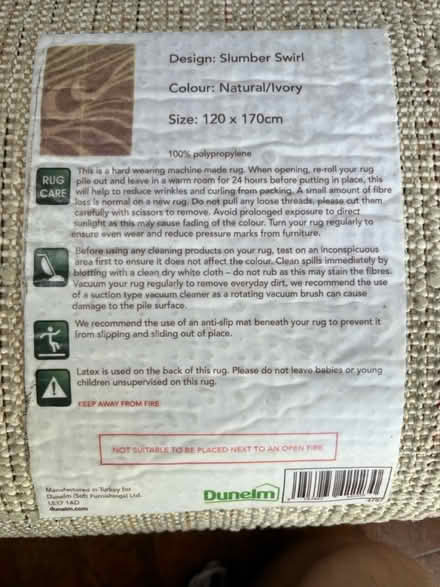 Design: Slumber Swirl
Colour: Natural/Ivory
Size: 120 x 170cm
100% polypropylene
RUG
CARE
This is a hard wearing machine made rug. When opening, re-roll your rug
pile out and leave in a warm room for 24 hours before putting in place, this
will help to reduce wrinkles and curling from packing. A small amount of fibre
loss is normal on a new rug. Do not pull any loose threads, please cut them
carefully with scissors to remove. Avoid prolonged exposure to direct
sunlight as this may cause fading of the colour. Turn your rug regularly to
ensure even wear and reduce pressure marks from furniture.
Before using any cleaning products on your rug, test on an inconspicuous
area first to ensure it does not affect the colour. Clean spills immediately by
blotting with a clean dry white cloth – do not rub as this may stain the fibres.
Vacuum your rug regularly to remove everyday dirt, we recommend the use
of a suction type vacuum cleaner as a rotating vacuum brush can cause
damage to the pile surface.
We recommend the use of an anti-slip mat beneath your rug to prevent it
from slipping and sliding out of place.
Latex is used on the back of this rug. Please do not leave babies or young
children unsupervised on this rug.
KEEP AWAY FROM FIRE
NOT SUITABLE TO BE PLACED NEXT TO AN OPEN FIRE
Manufactured in Turkey for
Dunelm (Soft Furnishings) Ltd.
LE7 1AD
dunelm.com
Dunelm